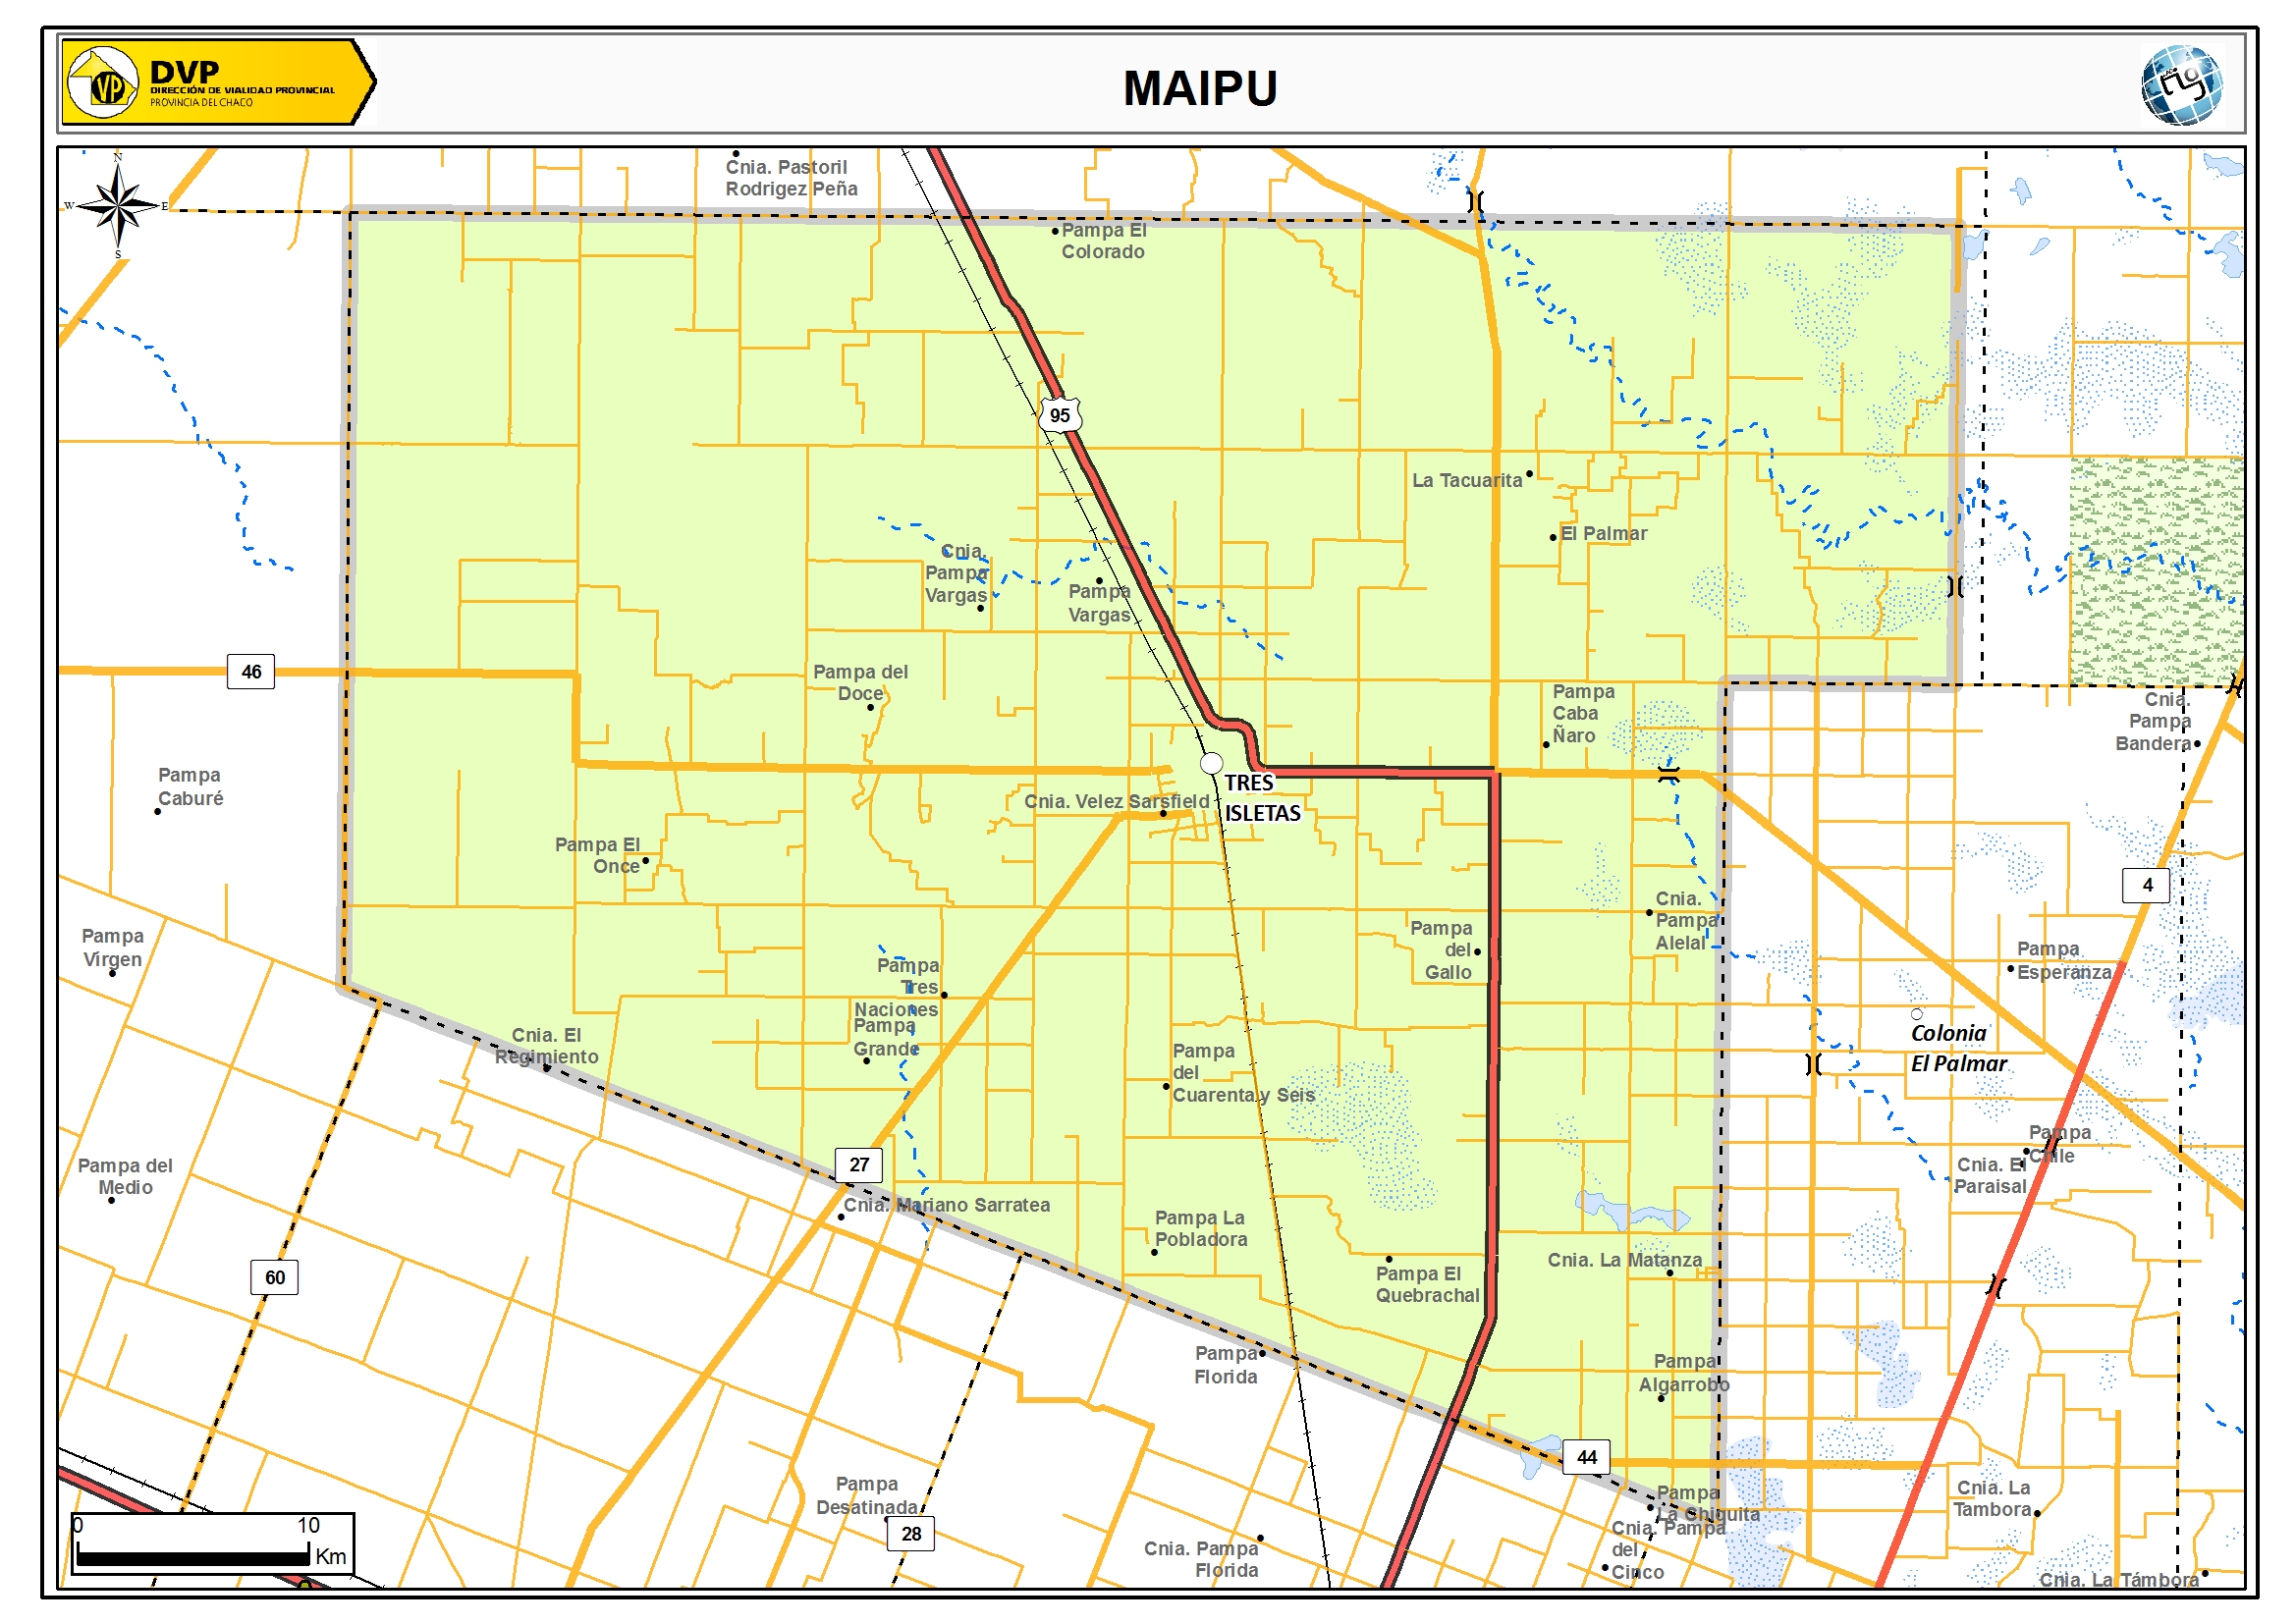 DVP
DIRECCIÓN DE VIALIDAD PROVINCIAL
PROVINCIA DEL CHACO
VP
MAIPU
N
W
E
S
Cnia. Pastoril
Rodrigez Peña
Pampa El
Colorado
95
La Tacuarita
El Palmar
Cnia.
Pampa
Vargas
Pampa
Vargas
46
Pampa del
Doce
Pampa
Caba
Ñaro
Cnia.
Pampa
Bandera
Pampa
Caburé
TRES
ISLETAS
Cnia. Velez Sarsfield
Pampa El
Once
4
Cnia.
Pampa
Alelal
Pampa
del
Gallo
Pampa
Virgen
Pampa
Esperanza
Pampa
Tres
Naciones
Pampa
Grande
Colonia
El Palmar
Cnia. El
Regimiento
Pampa
del
Cuarenta y Seis
Pampa
Chile
Cnia. El
Paraisal
27
Pampa del
Medio
Cnia. Mariano Sarratea
Pampa La
Pobladora
Cnia. La Matanza
60
Pampa El
Quebrachal
Pampa
Florida
Pampa
Algarrobo
44
Pampa
Desatinada
Pampa
La Chiquita
Cnia. La
Tambora
28
Cnia. Pampa
del
Cinco
Cnia. Pampa
Florida
Cnia. La Támbora
0
10
Km